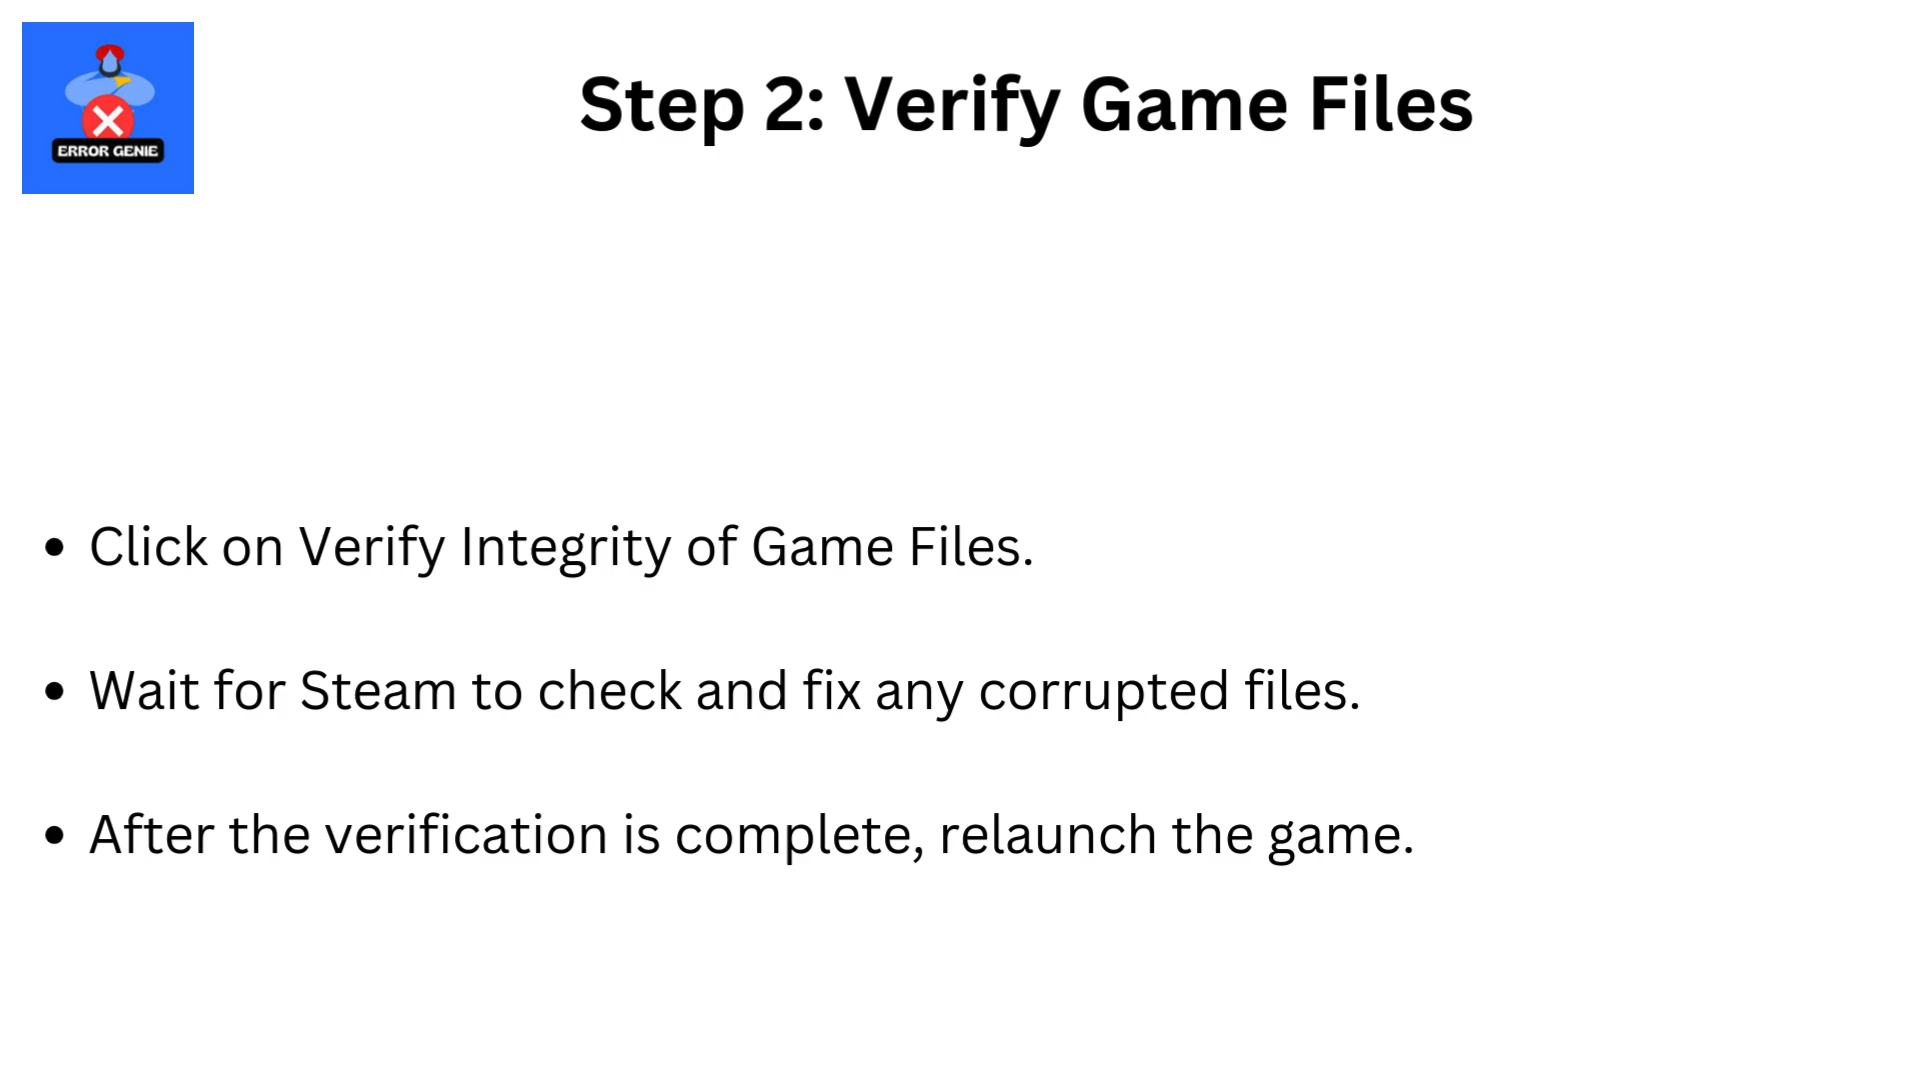 ERROR GENIE
Step 2: Verify Game Files
• Click on Verify Integrity of Game Files.
• Wait for Steam to check and fix any corrupted files.
• After the verification is complete, relaunch the game.